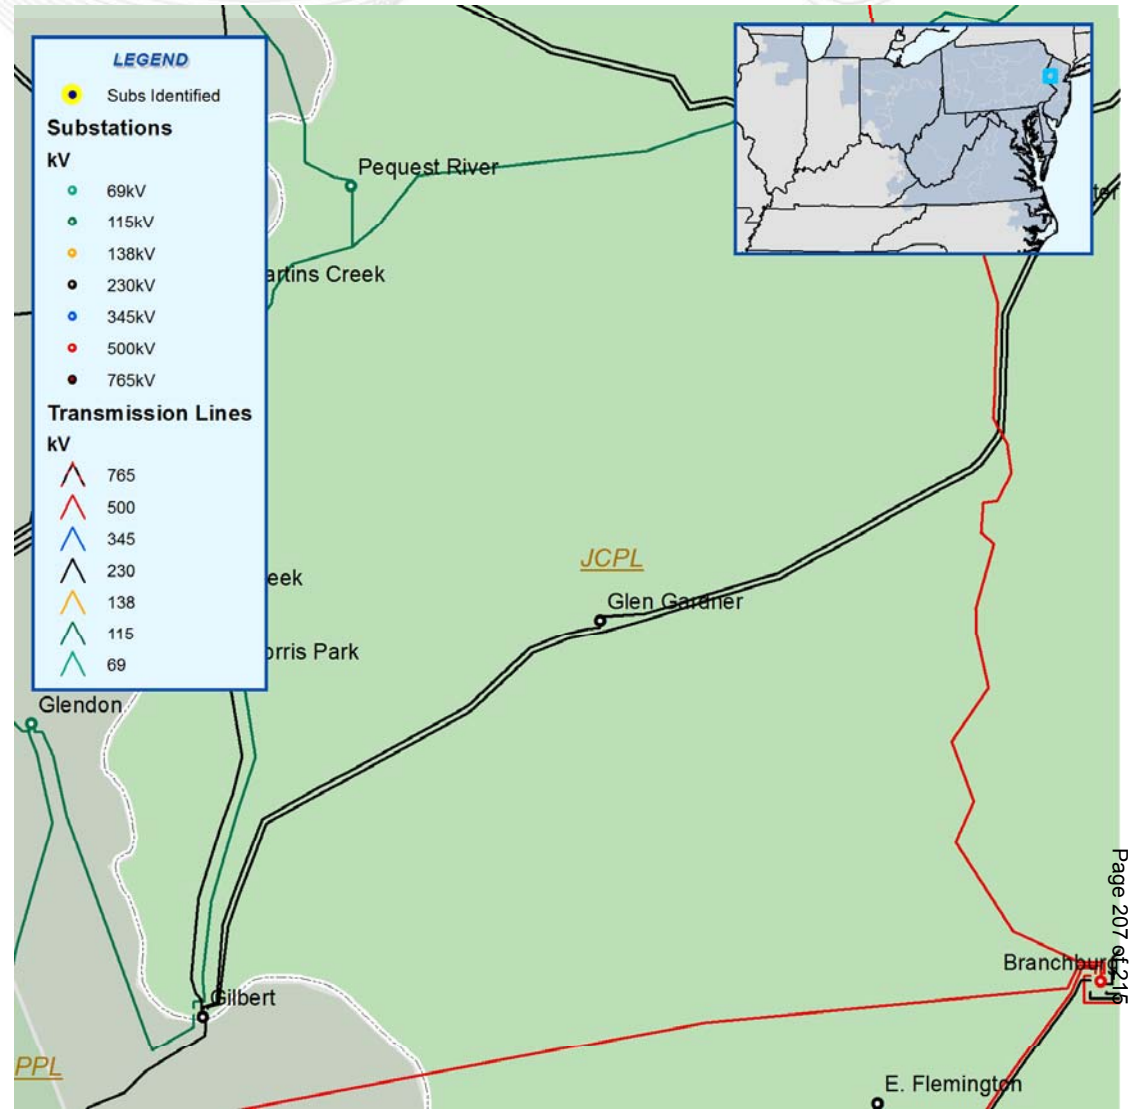 LEGEND
Subs Identified
Substations
kV
69kV
115kV
138kV
230kV
345kV
500kV
765kV
Transmission Lines
kV
765
500
345
230
138
115
69
Pequest River
artins Creek
ter
JCPL
Glen Gardner
eek
orris Park
Glendon
Gilbert
Branchburg
PPL
E. Flemington
Page 207 of 215